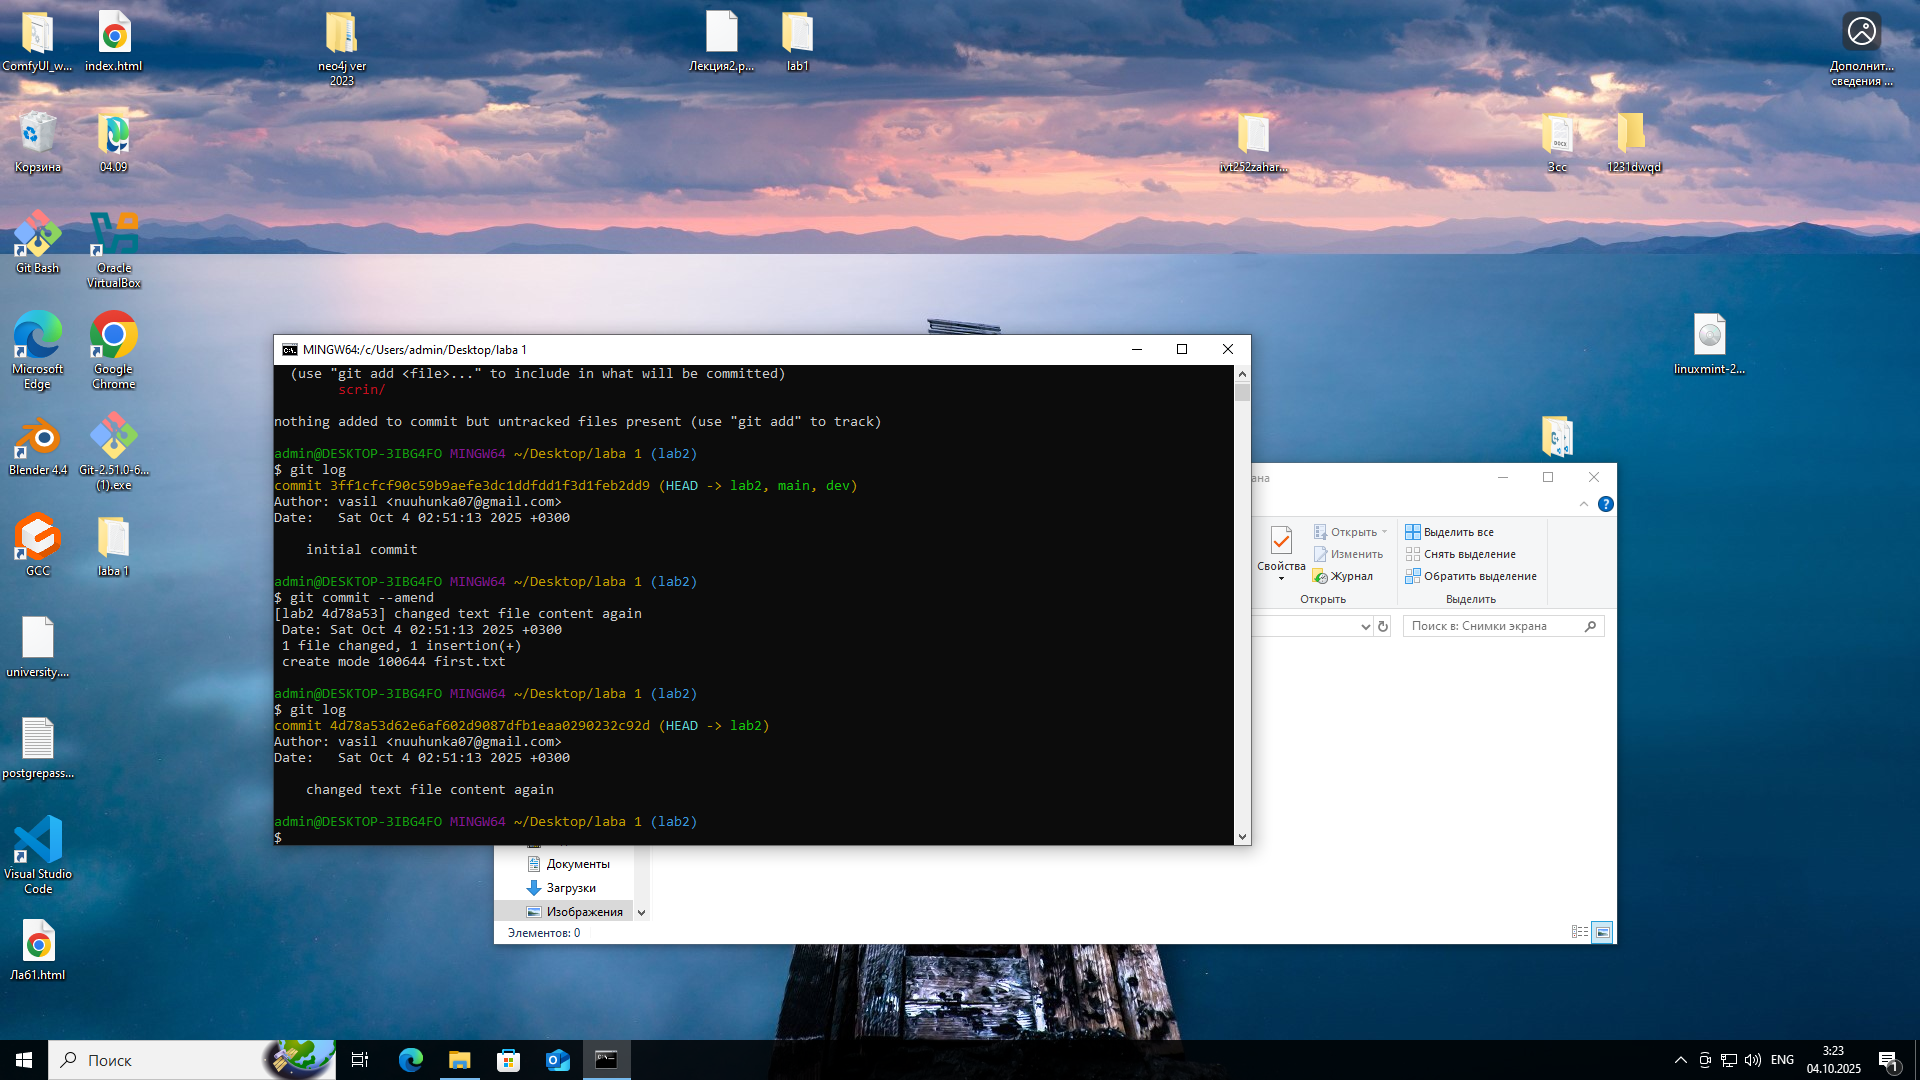 ComfyUI_w...
index.html
neo4j ver
2023
Лекция2.p...
lab1
Дополнит...
сведения ...
Корзина
04.09
ivt252zahar...
DOCX
3cc
1231dwqd
Git Bash
Oracle
VirtualBox
Microsoft
Edge
Google
Chrome
linuxmint-2...
Blender 4.4
Git-2.51.0-6...
(1).exe
GCC
laba 1
university....
postgrepass...
Visual Studio
Code
Лаб1.html
MINGW64:/c/Users/admin/Desktop/laba 1
(use "git add <file>..." to include in what will be committed)
scrin/
nothing added to commit but untracked files present (use "git add" to track)
admin@DESKTOP-3IBG4FO MINGW64 ~/Desktop/laba 1 (lab2)
$ git log
commit 3ff1cfcf90c59b9aefe3dc1ddfdd1f3d1feb2dd9 (HEAD -> lab2, main, dev)
Author: vasil <nuuhunka07@gmail.com>
Date:   Sat Oct 4 02:51:13 2025 +0300
initial commit
admin@DESKTOP-3IBG4FO MINGW64 ~/Desktop/laba 1 (lab2)
$ git commit --amend
[lab2 4d78a53] changed text file content again
Date: Sat Oct 4 02:51:13 2025 +0300
1 file changed, 1 insertion(+)
create mode 100644 first.txt
admin@DESKTOP-3IBG4FO MINGW64 ~/Desktop/laba 1 (lab2)
$ git log
commit 4d78a53d62e6af602d9087dfb1eaa0290232c92d (HEAD -> lab2)
Author: vasil <nuuhunka07@gmail.com>
Date:   Sat Oct 4 02:51:13 2025 +0300
changed text file content again
admin@DESKTOP-3IBG4FO MINGW64 ~/Desktop/laba 1 (lab2)
$
ана
Свойства
Открыть
Изменить
Журнал
Открыть
Выделить все
Снять выделение
Обратить выделение
Выделить
Поиск в: Снимки экрана
Документы
Загрузки
Изображения
Элементов: 0
Поиск
ENG
3:23
04.10.2025
1